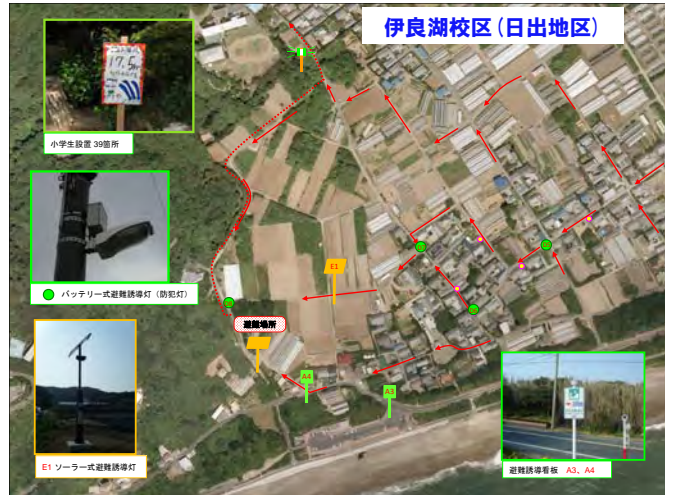 伊良湖校区(日出地区)
17.5m
小学生設置 39箇所
バッテリー式避難誘導灯（防犯灯）
E1
避難場所
A4
A3
E1 ソーラー式避難誘導灯
避難誘導看板 A3、A4